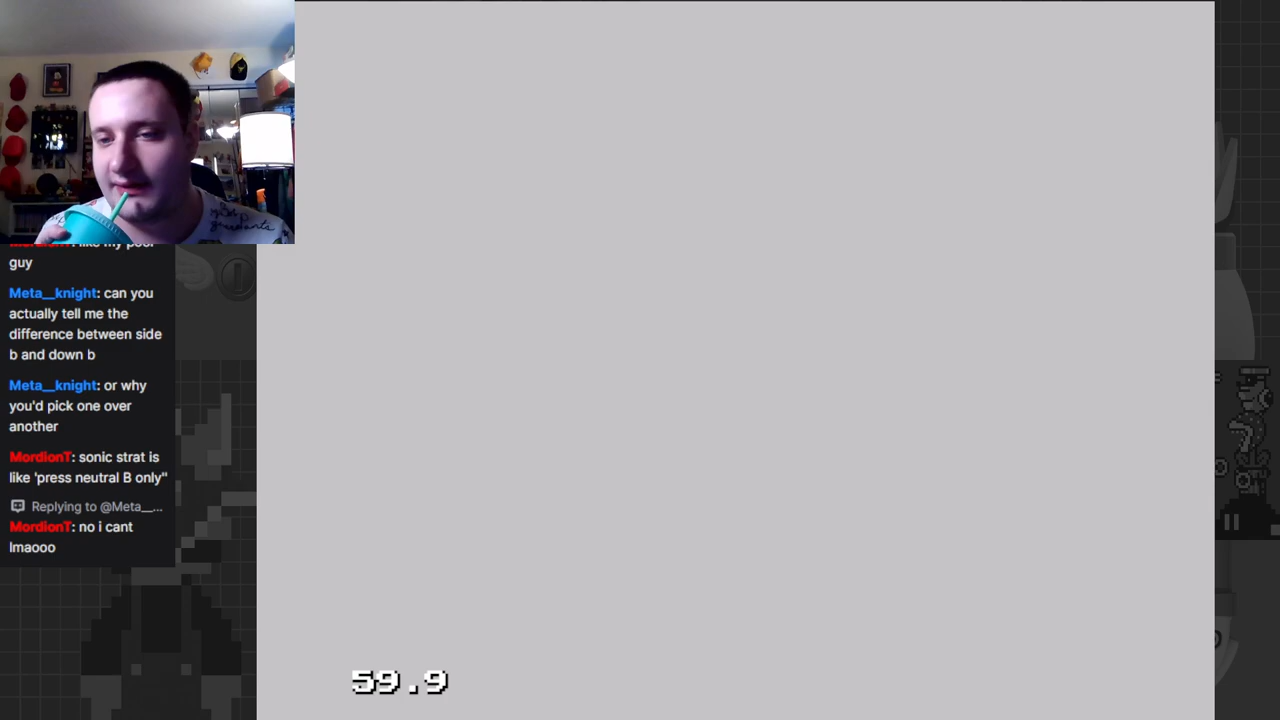 guy
Meta__knight: can you
actually tell me the
difference between side
b and down b
Meta__knight: or why
you'd pick one over
another
MordionT: sonic strat is
like 'press neutral B only"
Replying to @Meta__...
MordionT: no i cant
lmaooo
59.9